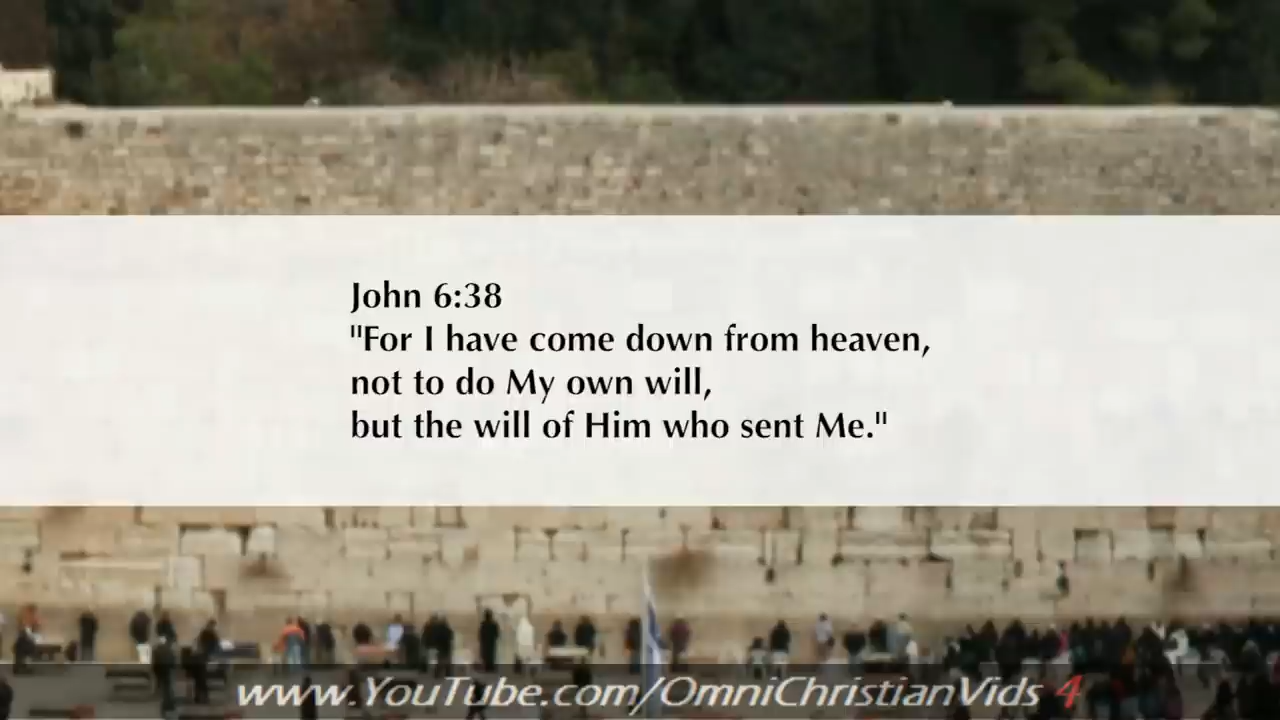 John 6:38
"For I have come down from heaven,
not to do My own will,
but the will of Him who sent Me."
www.YouTube.com/OmniChristianVids 4